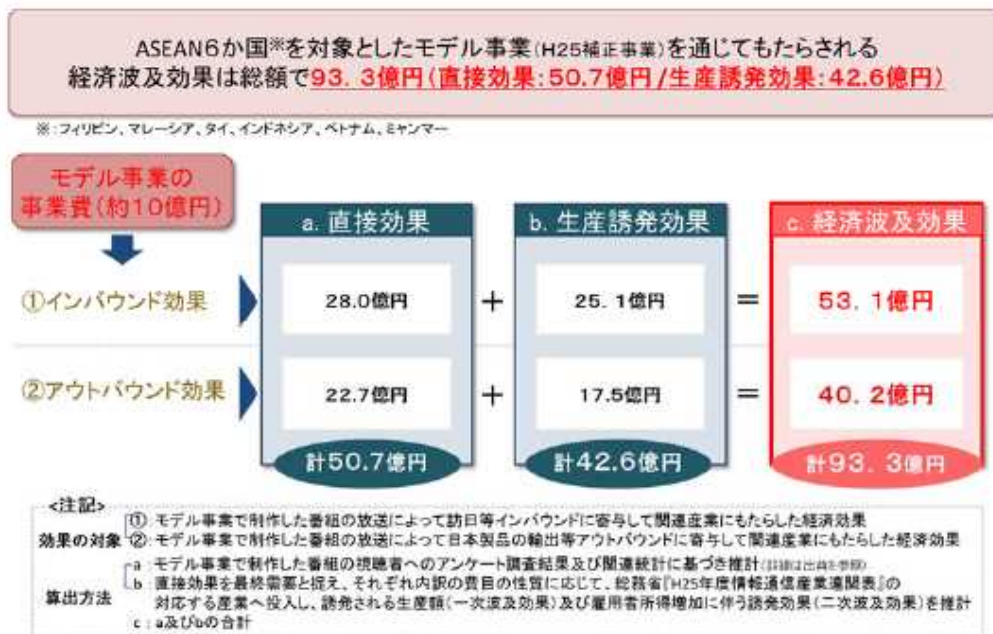 ASEAN6か国※を対象としたモデル事業(H25補正事業)を通じてもたらされる
経済波及効果は総額で93.3億円(直接効果:50.7億円/生産誘発効果:42.6億円)
※:フィリピン、マレーシア、タイ、インドネシア、ベトナム、ミャンマー
モデル事業の
事業費(約10億円)
a. 直接効果
b. 生産誘発効果
c. 経済波及効果
①インバウンド効果
28.0億円
+
25.1億円
=
53.1億円
②アウトバウンド効果
22.7億円
+
17.5億円
=
40.2億円
計50.7億円
計42.6億円
計93.3億円
<注記>
効果の対象
①:モデル事業で制作した番組の放送によって訪日等インバウンドに寄与して関連産業にもたらした経済効果
②:モデル事業で制作した番組の放送によって日本製品の輸出等アウトバウンドに寄与して関連産業にもたらした経済効果
算出方法
a:モデル事業で制作した番組の視聴者へのアンケート調査結果及び関連統計に基づき推計(詳細は出典を参照)
b:直接効果を最終需要と捉え、それぞれ内訳の費目の性質に応じて、総務省『H25年度情報通信産業連関表』の
対応する産業へ投入し、誘発される生産額(一次波及効果)及び雇用者所得増加に伴う誘発効果(二次波及効果)を推計
c:a及びbの合計